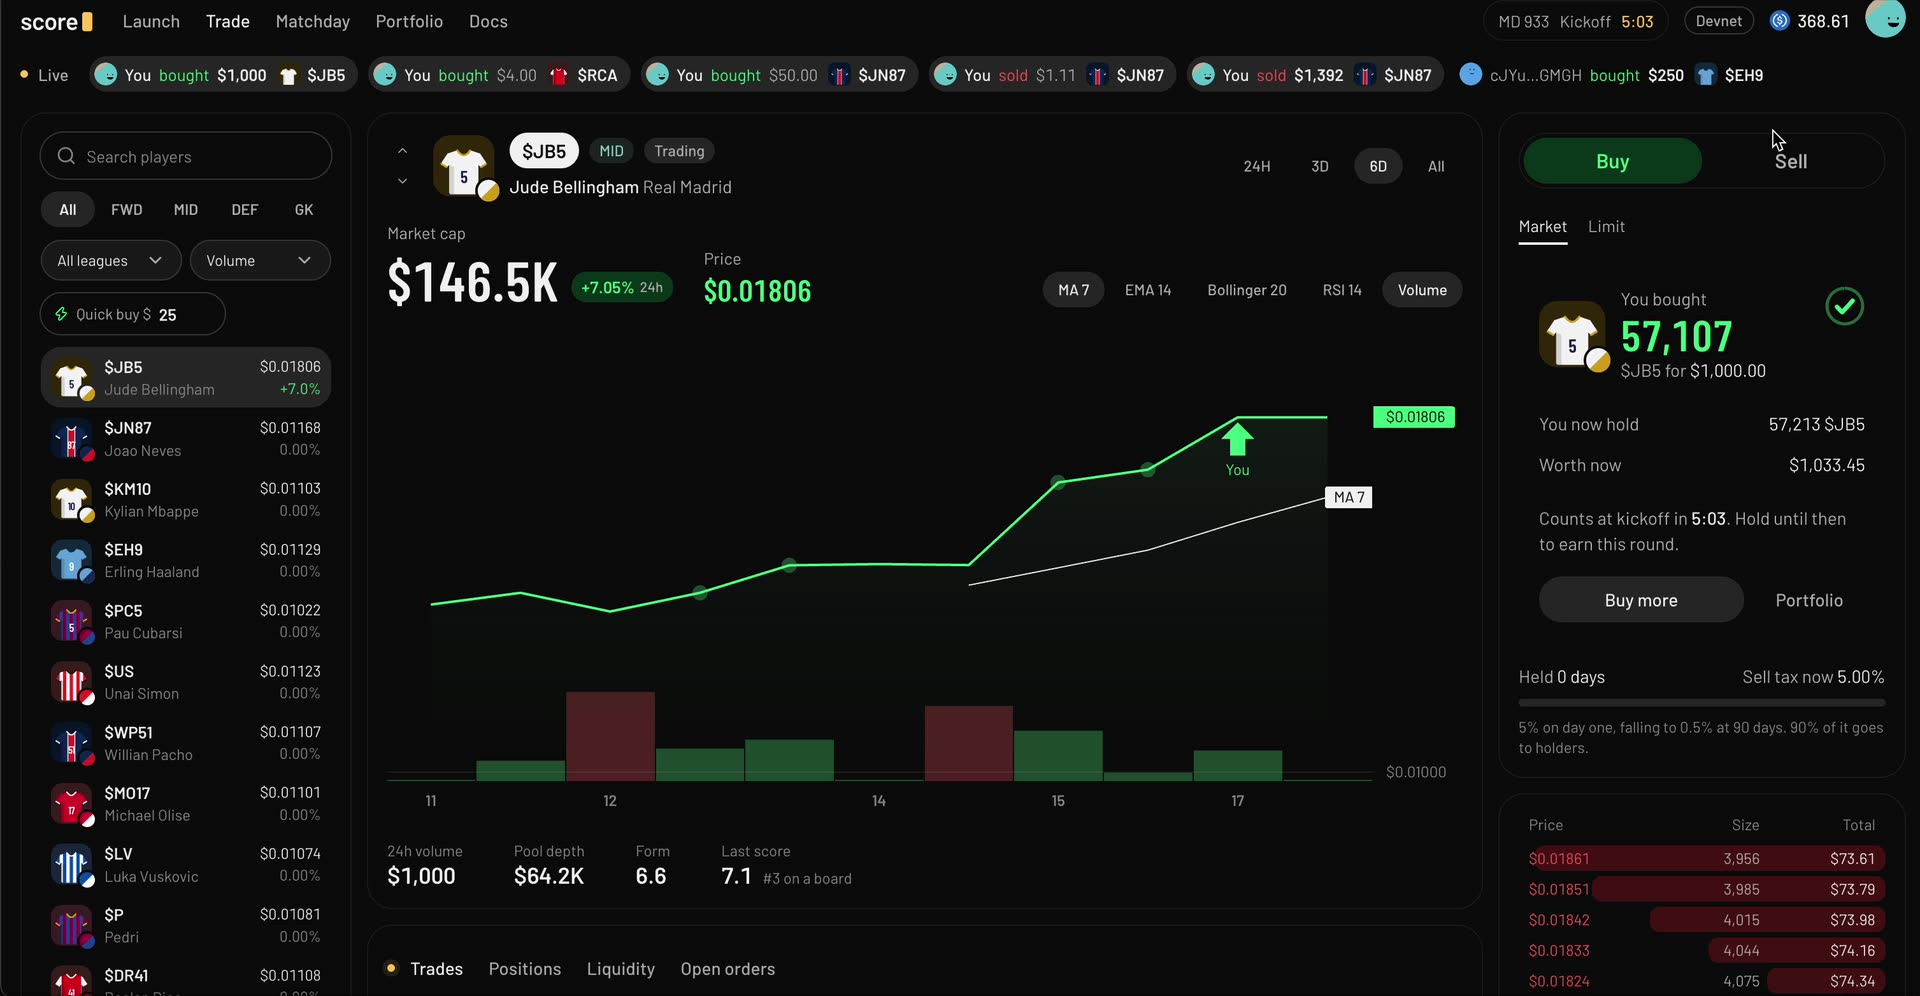 score
Launch
Trade
Matchday
Portfolio
Docs
MD 933 Kickoff 5:03
Devnet
368.61
Live
You bought $1,000 $JB5
You bought $4.00 $RCA
You bought $50.00 $JN87
You sold $1.11 $JN87
You sold $1,392 $JN87
cJYu...GMGH bought $250 $EH9
Search players
All FWD MID DEF GK
All leagues
Volume
Quick buy $ 25
$JB5 $0.01806
Jude Bellingham +7.0%
$JN87 $0.01168
Joao Neves 0.00%
$KM10 $0.01103
Kylian Mbappe 0.00%
$EH9 $0.01129
Erling Haaland 0.00%
$PC5 $0.01022
Pau Cubarsi 0.00%
$US $0.01123
Unai Simon 0.00%
$WP51 $0.01107
Willian Pacho 0.00%
$MO17 $0.01101
Michael Olise 0.00%
$LV $0.01074
Luka Vuskovic 0.00%
$P $0.01081
Pedri 0.00%
$DR41 $0.01108
5
$JB5 MID Trading
Jude Bellingham Real Madrid
24H 3D 6D All
Market cap
$146.5K +7.05% 24h
Price
$0.01806
MA 7 EMA 14 Bollinger 20 RSI 14 Volume
$0.01806
You
MA 7
$0.01000
11 12 14 15 17
24h volume
$1,000
Pool depth
$64.2K
Form
6.6
Last score
7.1 #3 on a board
Trades Positions Liquidity Open orders
Buy Sell
Market Limit
5
You bought
57,107
$JB5 for $1,000.00
You now hold 57,213 $JB5
Worth now $1,033.45
Counts at kickoff in 5:03. Hold until then
to earn this round.
Buy more Portfolio
Held 0 days Sell tax now 5.00%
5% on day one, falling to 0.5% at 90 days. 90% of it goes
to holders.
Price Size Total
$0.01861 3,956 $73.61
$0.01851 3,985 $73.79
$0.01842 4,015 $73.98
$0.01833 4,044 $74.16
$0.01824 4,075 $74.34